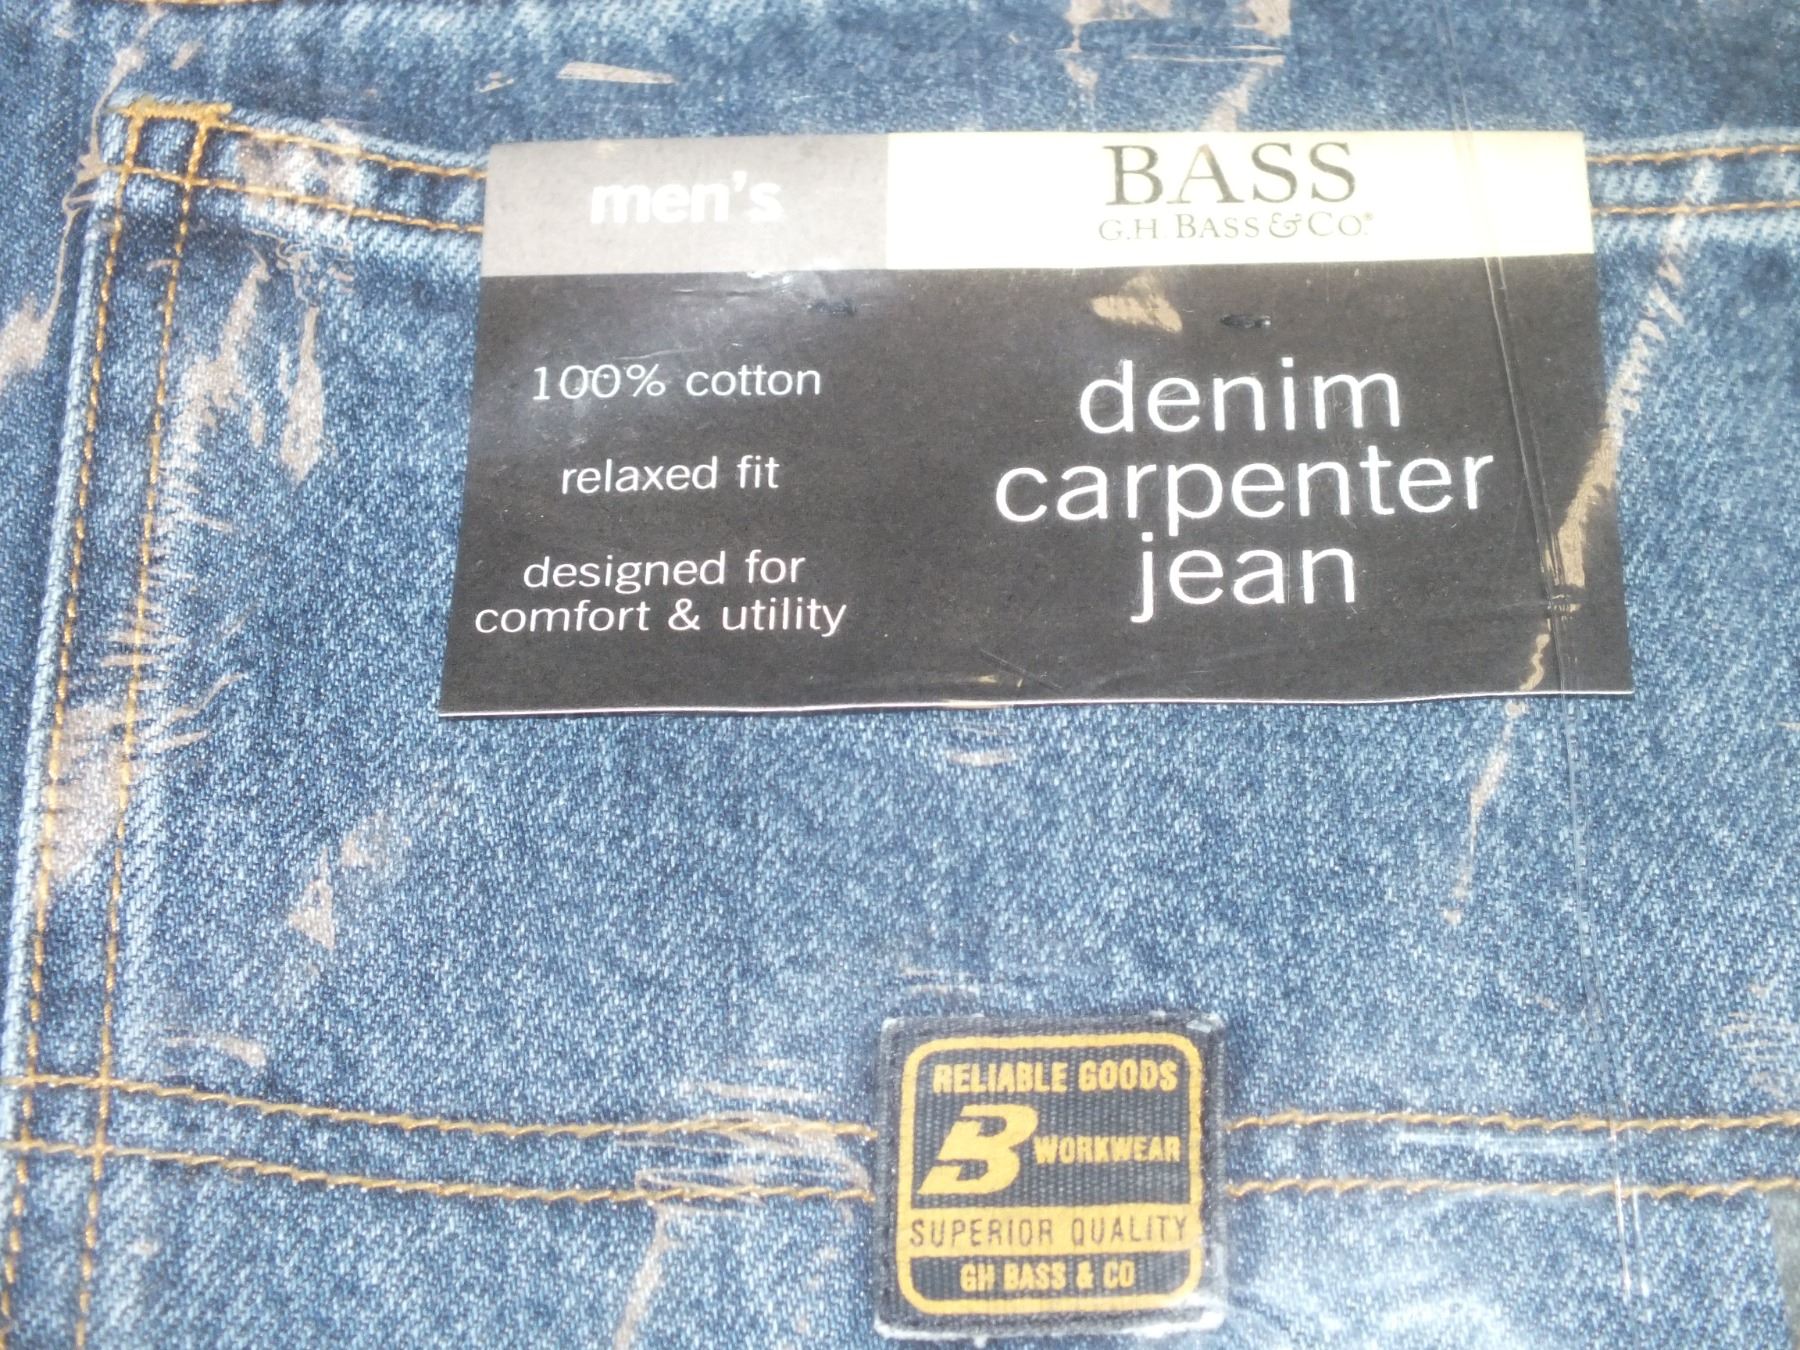 men's
BASS
G.H. BASS & CO.®
100% cotton
relaxed fit
designed for
comfort & utility
denim
carpenter
jean
RELIABLE GOODS
B WORKWEAR
SUPERIOR QUALITY
GH BASS & CO